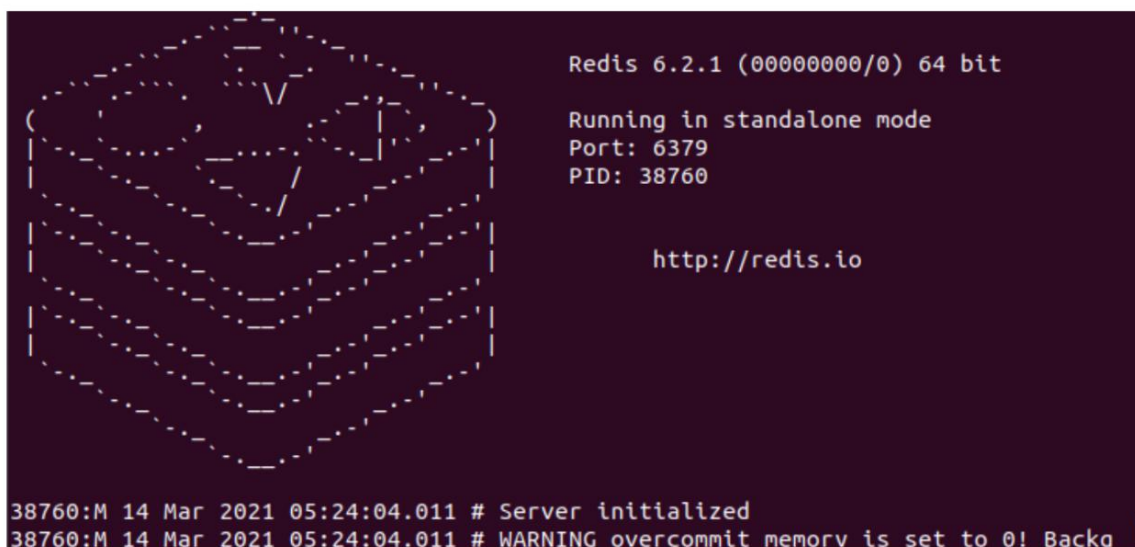 Redis 6.2.1 (00000000/0) 64 bit
Running in standalone mode
Port: 6379
PID: 38760
http://redis.io
38760:M 14 Mar 2021 05:24:04.011 # Server initialized
38760:M 14 Mar 2021 05:24:04.011 # WARNING overcommit_memory is set to 0! Backg